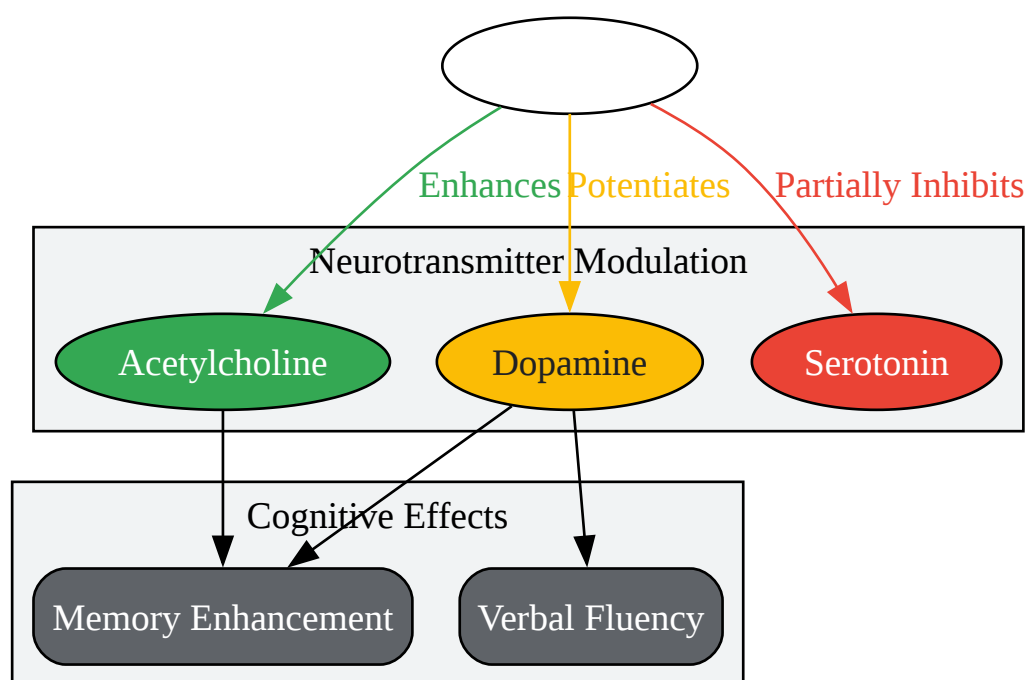 Enhances
Potentiates
Partially Inhibits
Neurotransmitter Modulation
Acetylcholine
Dopamine
Serotonin
Cognitive Effects
Memory Enhancement
Verbal Fluency